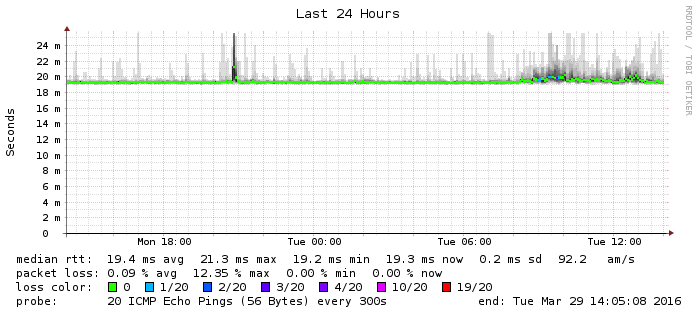 Last 24 Hours
RRDTOOL / TOBI OETIKER
Seconds
24 m
22 m
20 m
18 m
16 m
14 m
12 m
10 m
8 m
6 m
4 m
2 m
0
Mon 18:00 Tue 00:00 Tue 06:00 Tue 12:00
median rtt: 19.4 ms avg 21.3 ms max 19.2 ms min 19.3 ms now 0.2 ms sd 92.2 am/s
packet loss: 0.09 % avg 12.35 % max 0.00 % min 0.00 % now
loss color: 0 1/20 2/20 3/20 4/20 10/20 19/20
probe: 20 ICMP Echo Pings (56 Bytes) every 300s end: Tue Mar 29 14:05:08 2016